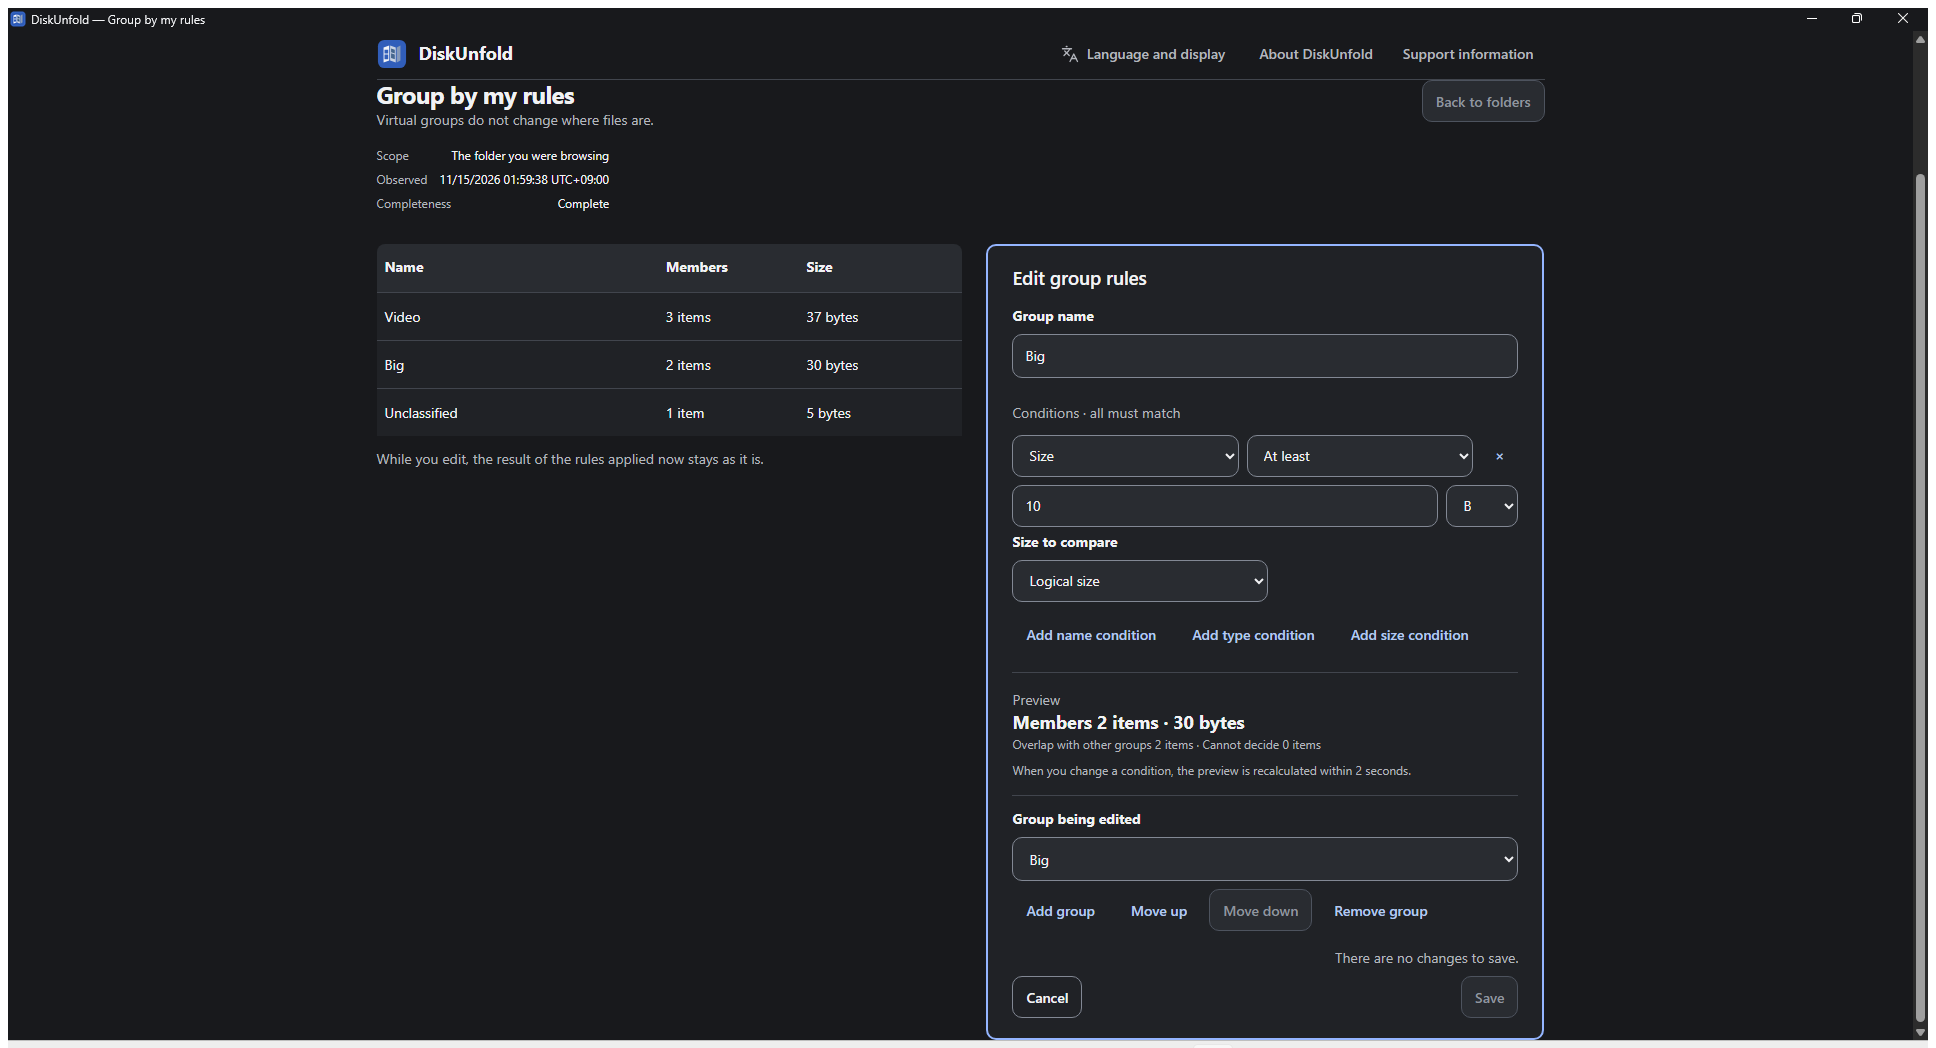 DiskUnfold — Group by my rules
DiskUnfold
Language and display
About DiskUnfold
Support information
Group by my rules
Back to folders
Virtual groups do not change where files are.
Scope The folder you were browsing
Observed 11/15/2026 01:59:38 UTC+09:00
Completeness Complete
Name Members Size
Video 3 items 37 bytes
Big 2 items 30 bytes
Unclassified 1 item 5 bytes
While you edit, the result of the rules applied now stays as it is.
Edit group rules
Group name
Big
Conditions · all must match
Size At least ×
10 B
Size to compare
Logical size
Add name condition Add type condition Add size condition
Preview
Members 2 items · 30 bytes
Overlap with other groups 2 items · Cannot decide 0 items
When you change a condition, the preview is recalculated within 2 seconds.
Group being edited
Big
Add group Move up Move down Remove group
There are no changes to save.
Cancel Save